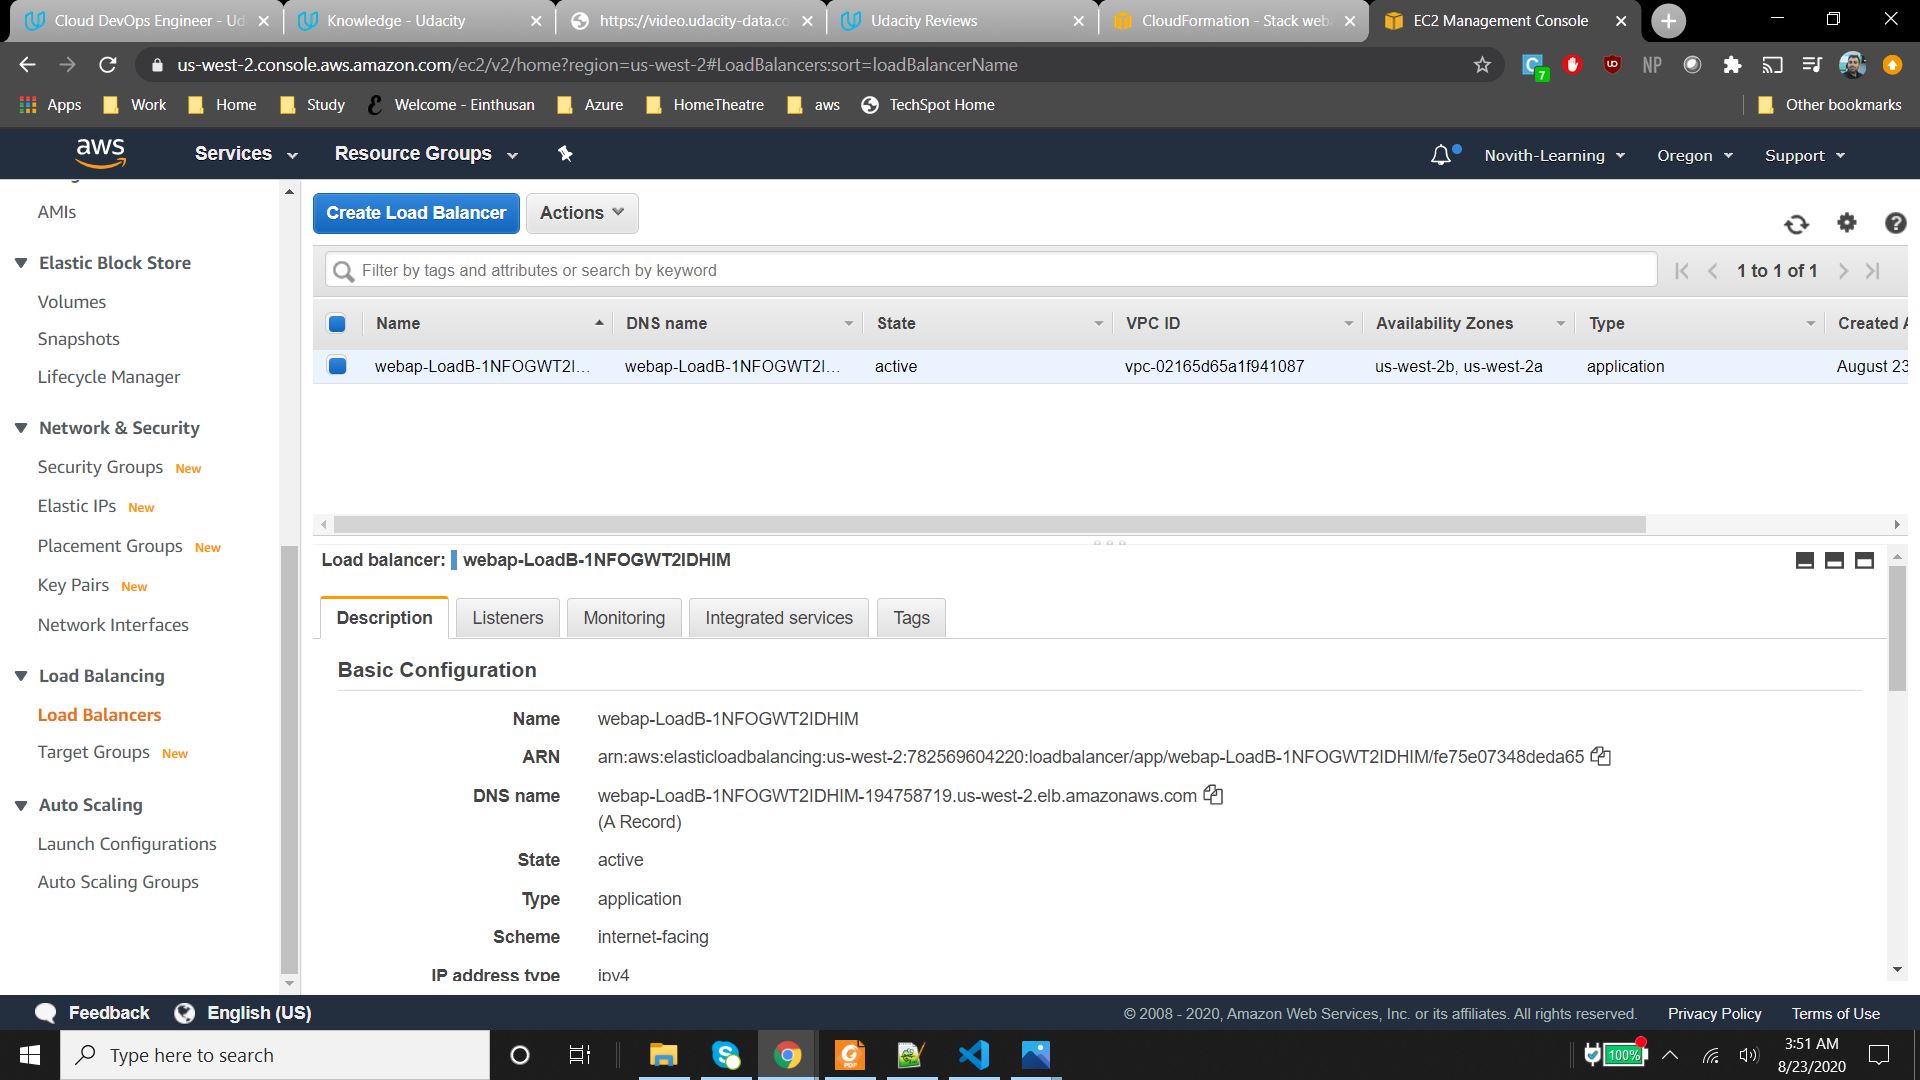 Cloud DevOps Engineer - Ud
Knowledge - Udacity
https://video.udacity-data.co
Udacity Reviews
CloudFormation - Stack web
EC2 Management Console
us-west-2.console.aws.amazon.com/ec2/v2/home?region=us-west-2#LoadBalancers:sort=loadBalancerName
7
UD
NP
Apps
Work
Home
Study
Welcome - Einthusan
Azure
HomeTheatre
aws
TechSpot Home
Other bookmarks
aws
Services
Resource Groups
Novith-Learning
Oregon
Support
AMIs
Elastic Block Store
Volumes
Snapshots
Lifecycle Manager
Network & Security
Security Groups New
Elastic IPs New
Placement Groups New
Key Pairs New
Network Interfaces
Load Balancing
Load Balancers
Target Groups New
Auto Scaling
Launch Configurations
Auto Scaling Groups
Create Load Balancer
Actions
Filter by tags and attributes or search by keyword
1 to 1 of 1
Name DNS name State VPC ID Availability Zones Type Created A
webap-LoadB-1NFOGWT2I... webap-LoadB-1NFOGWT2I... active vpc-02165d65a1f941087 us-west-2b, us-west-2a application August 23
Load balancer: webap-LoadB-1NFOGWT2IDHIM
Description Listeners Monitoring Integrated services Tags
Basic Configuration
Name webap-LoadB-1NFOGWT2IDHIM
ARN arn:aws:elasticloadbalancing:us-west-2:782569604220:loadbalancer/app/webap-LoadB-1NFOGWT2IDHIM/fe75e07348deda65
DNS name webap-LoadB-1NFOGWT2IDHIM-194758719.us-west-2.elb.amazonaws.com
(A Record)
State active
Type application
Scheme internet-facing
IP address type ipv4
Feedback
English (US)
© 2008 - 2020, Amazon Web Services, Inc. or its affiliates. All rights reserved.
Privacy Policy
Terms of Use
Type here to search
PDF
100%
3:51 AM
8/23/2020